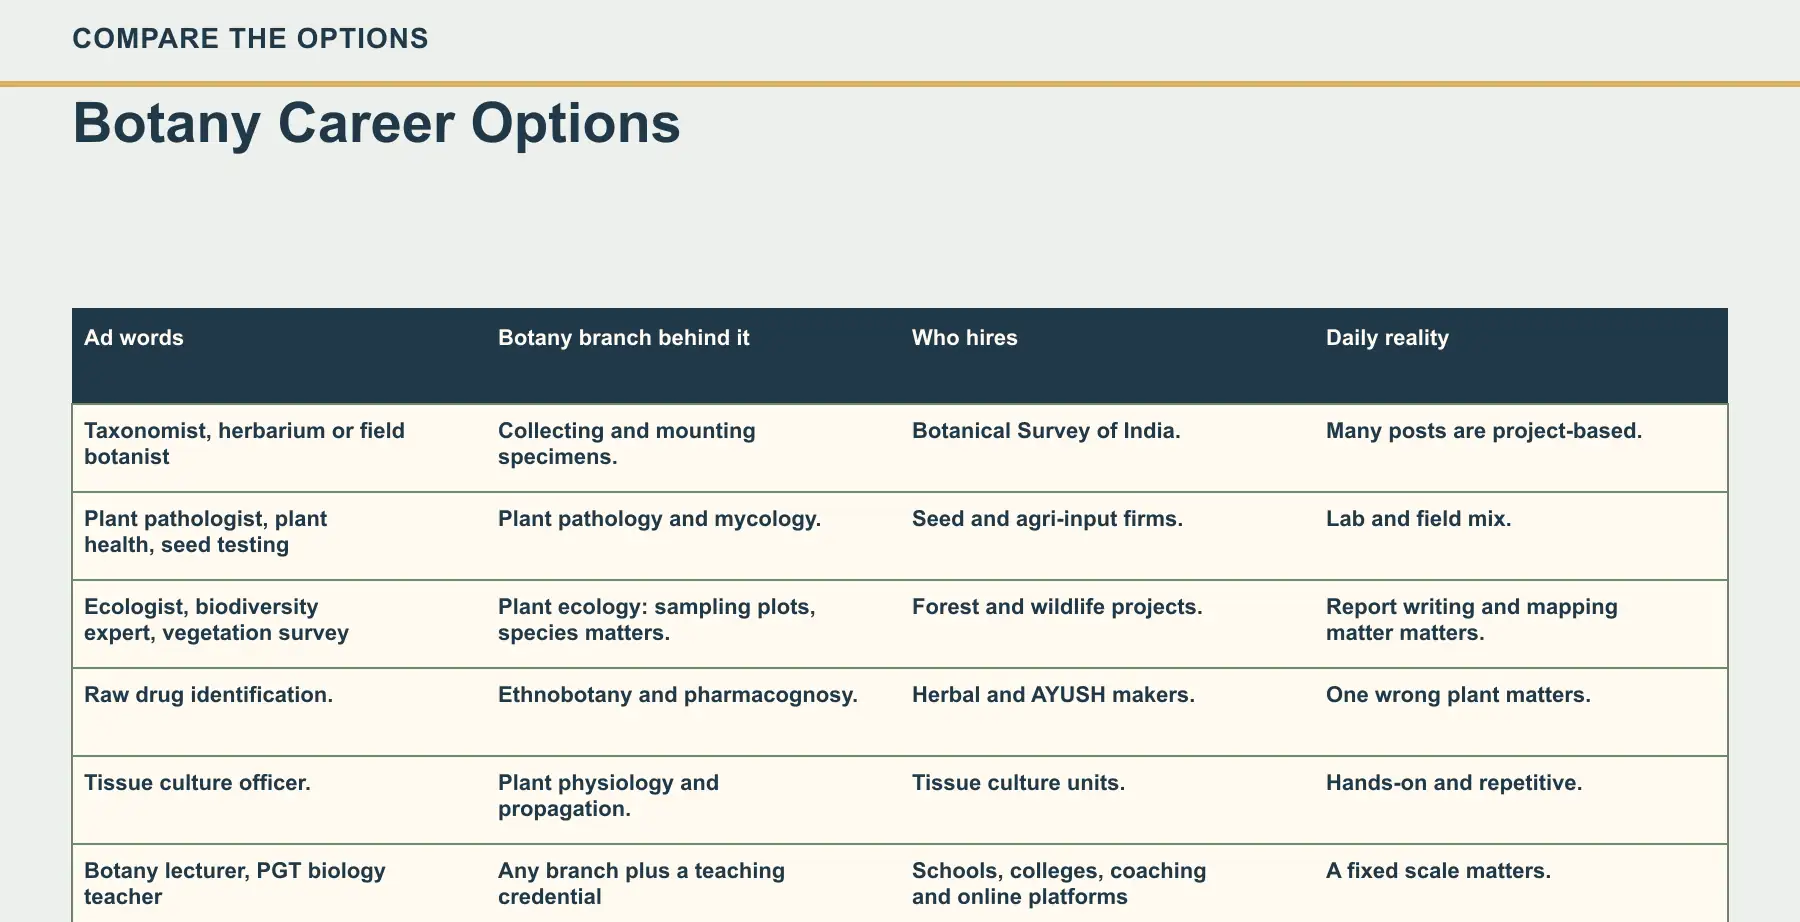 COMPARE THE OPTIONS
Botany Career Options
Ad words
Botany branch behind it
Who hires
Daily reality
Taxonomist, herbarium or field
botanist
Collecting and mounting
specimens.
Botanical Survey of India.
Many posts are project-based.
Plant pathologist, plant
health, seed testing
Plant pathology and mycology.
Seed and agri-input firms.
Lab and field mix.
Ecologist, biodiversity
expert, vegetation survey
Plant ecology: sampling plots,
species matters.
Forest and wildlife projects.
Report writing and mapping
matter matters.
Raw drug identification.
Ethnobotany and pharmacognosy.
Herbal and AYUSH makers.
One wrong plant matters.
Tissue culture officer.
Plant physiology and
propagation.
Tissue culture units.
Hands-on and repetitive.
Botany lecturer, PGT biology
teacher
Any branch plus a teaching
credential
Schools, colleges, coaching
and online platforms
A fixed scale matters.